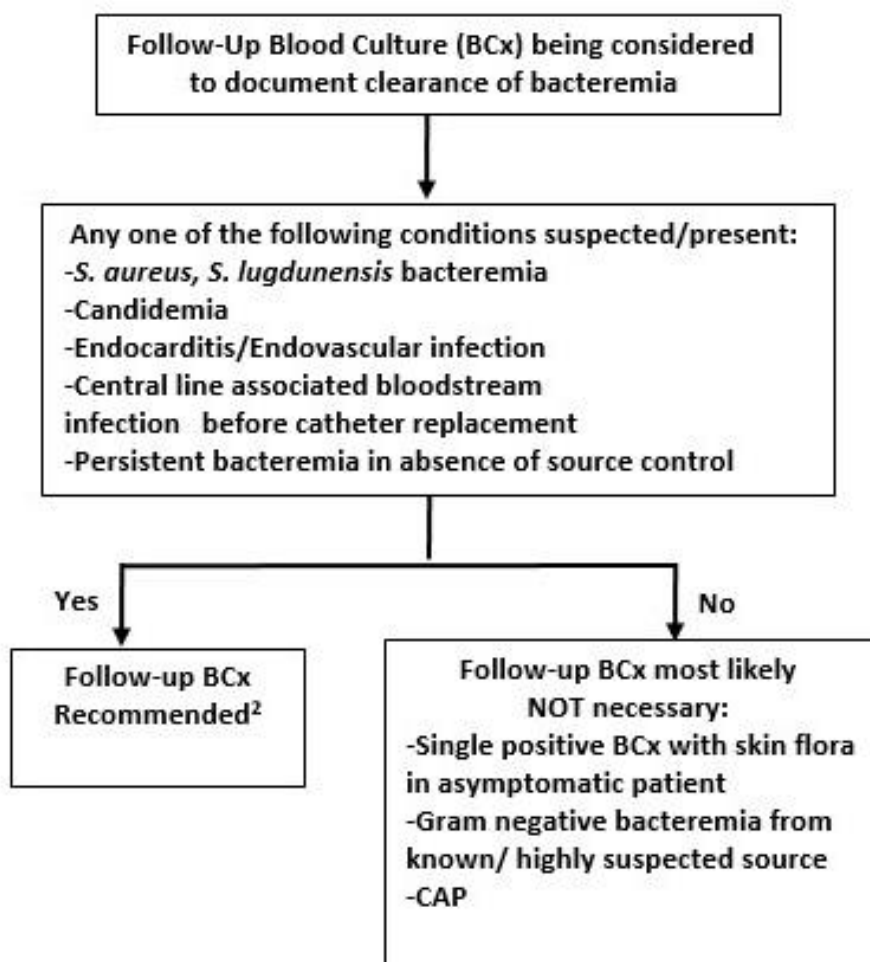 Follow-Up Blood Culture (BCx) being considered
to document clearance of bacteremia
Any one of the following conditions suspected/present:
-S. aureus, S. lugdunensis bacteremia
-Candidemia
-Endocarditis/Endovascular infection
-Central line associated bloodstream
infection before catheter replacement
-Persistent bacteremia in absence of source control
Yes
No
Follow-up BCx
Recommended²
Follow-up BCx most likely
NOT necessary:
-Single positive BCx with skin flora
in asymptomatic patient
-Gram negative bacteremia from
known/ highly suspected source
-CAP